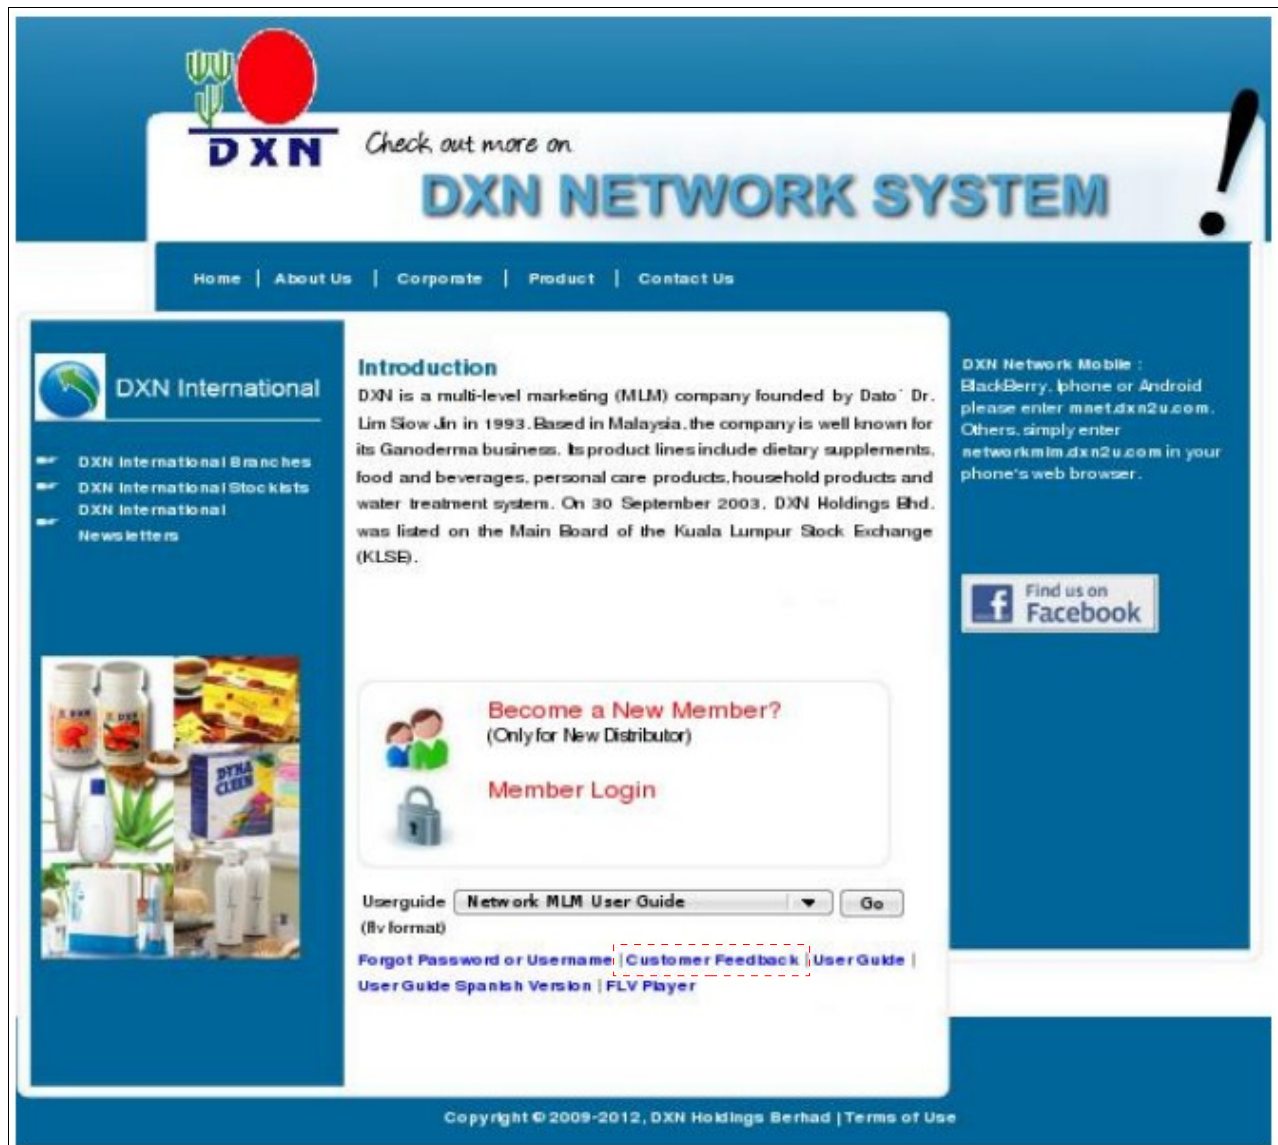 DXN
Check out more on
DXN NETWORK SYSTEM !
Home | About Us | Corporate | Product | Contact Us
DXN International
DXN International Branches
DXN International Stockists
DXN International
Newsletters
Introduction
DXN is a multi-level marketing (MLM) company founded by Dato` Dr.
Lim Siow Jin in 1993. Based in Malaysia, the company is well known for
its Ganoderma business. Its product lines include dietary supplements,
food and beverages, personal care products, household products and
water treatment system. On 30 September 2003, DXN Holdings Bhd.
was listed on the Main Board of the Kuala Lumpur Stock Exchange
(KLSE).
DXN Network Mobile :
BlackBerry, Iphone or Android
please enter mnet.dxn2u.com.
Others, simply enter
networkmlm.dxn2u.com in your
phone's web browser.
Find us on
Facebook
DXN
DXN
DYNA
CLEEN
Become a New Member?
(Only for New Distributor)
Member Login
Userguide Network MLM User Guide Go
(flv format)
Forgot Password or Username | Customer Feedback | User Guide |
User Guide Spanish Version | FLV Player
Copyright © 2009-2012, DXN Holdings Berhad | Terms of Use